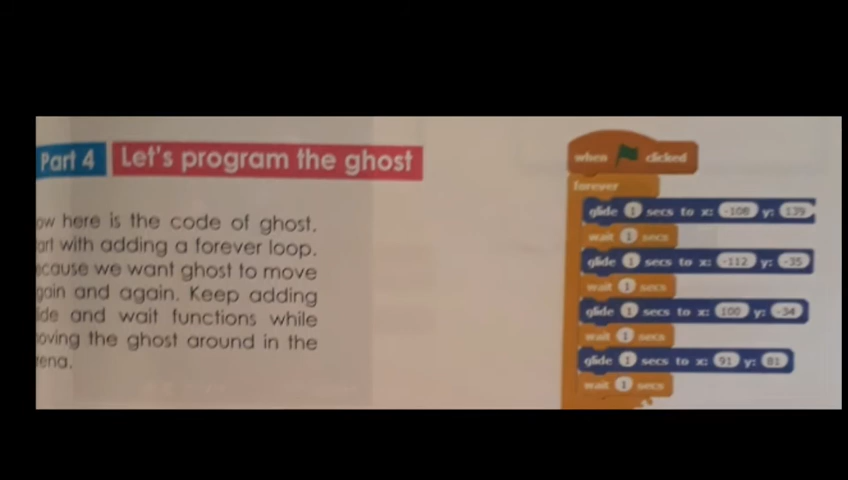 Part 4 Let's program the ghost
ow here is the code of ghost.
art with adding a forever loop.
ecause we want ghost to move
gain and again. Keep adding
ide and wait functions while
oving the ghost around in the
rena.
when clicked
forever
glide 1 secs to x: -108 y: 139
wait 1 secs
glide 1 secs to x: -112 y: -35
wait 1 secs
glide 1 secs to x: 100 y: -34
wait 1 secs
glide 1 secs to x: 91 y: 81
wait 1 secs